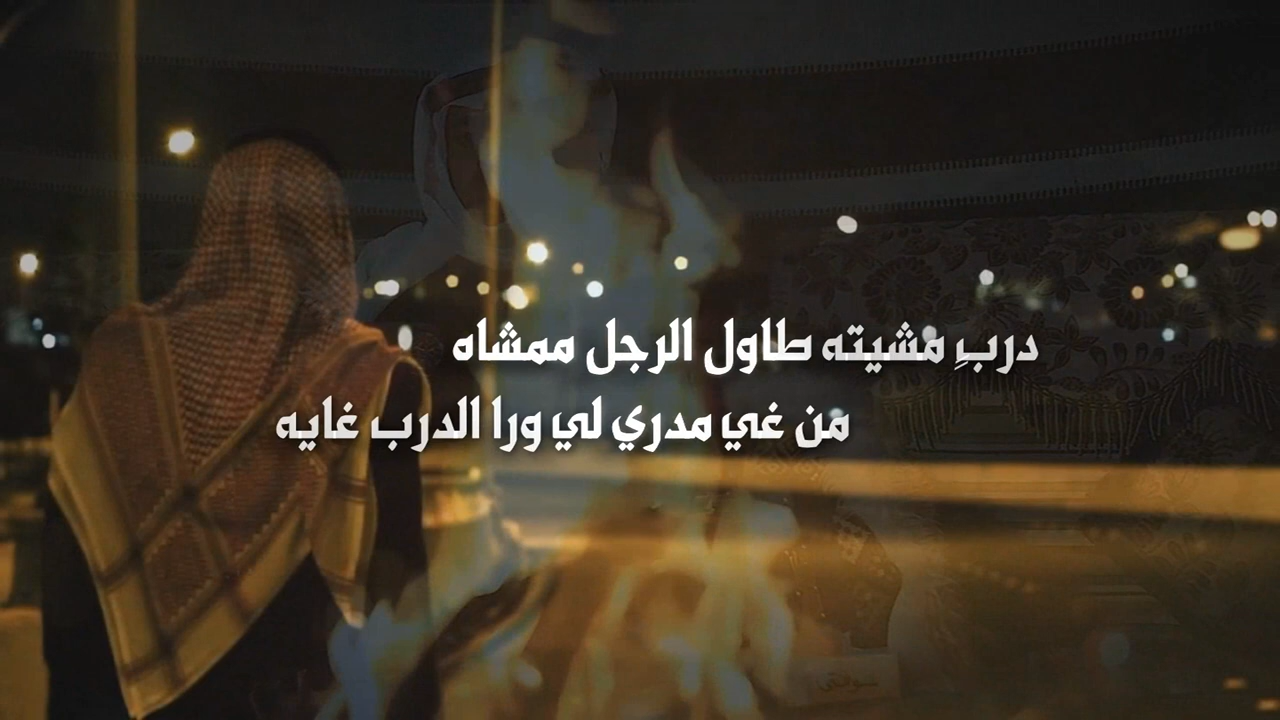 دربٍ مشيته طاول الرجل ممشاه
من غي مدري لي ورا الدرب غايه